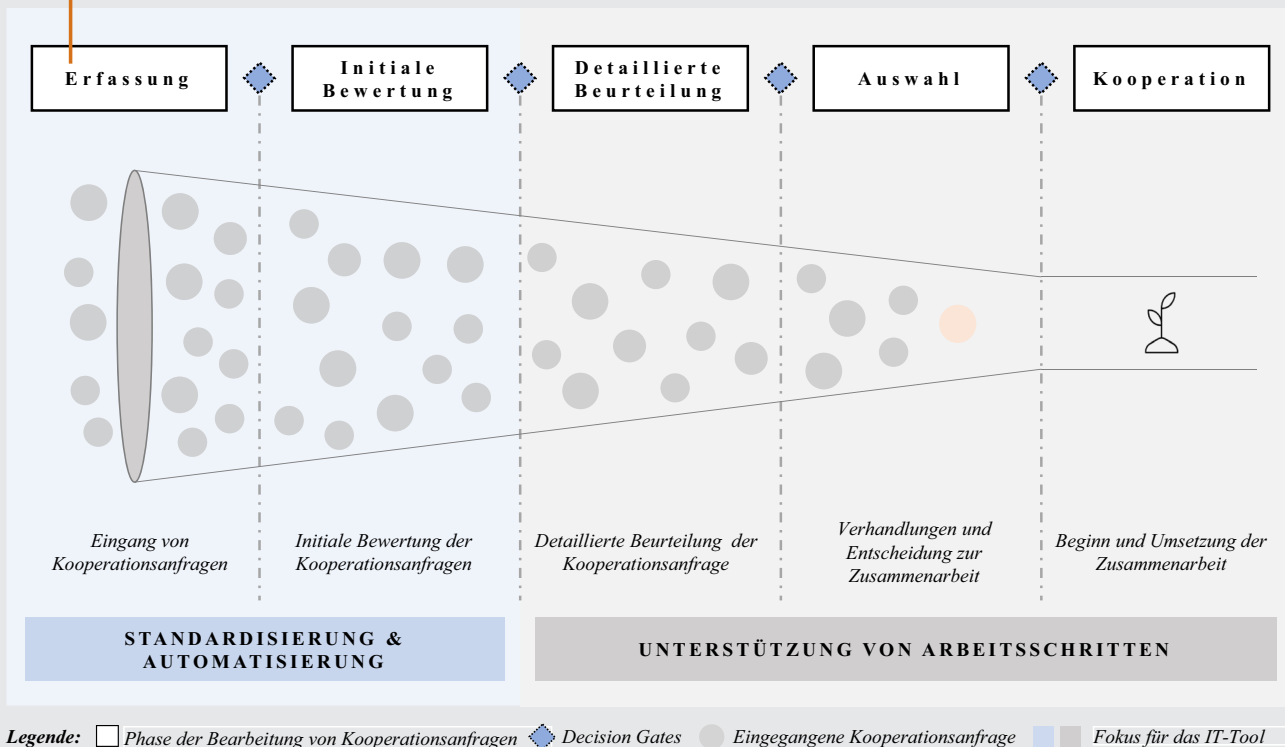 Erfassung
Initiale
Bewertung
Detaillierte
Beurteilung
Auswahl
Kooperation
Eingang von
Kooperationsanfragen
Initiale Bewertung der
Kooperationsanfragen
Detaillierte Beurteilung der
Kooperationsanfrage
Verhandlungen und
Entscheidung zur
Zusammenarbeit
Beginn und Umsetzung der
Zusammenarbeit
STANDARDISIERUNG &
AUTOMATISIERUNG
UNTERSTÜTZUNG VON ARBEITSSCHRITTEN
Legende: Phase der Bearbeitung von Kooperationsanfragen Decision Gates Eingegangene Kooperationsanfrage Fokus für das IT-Tool